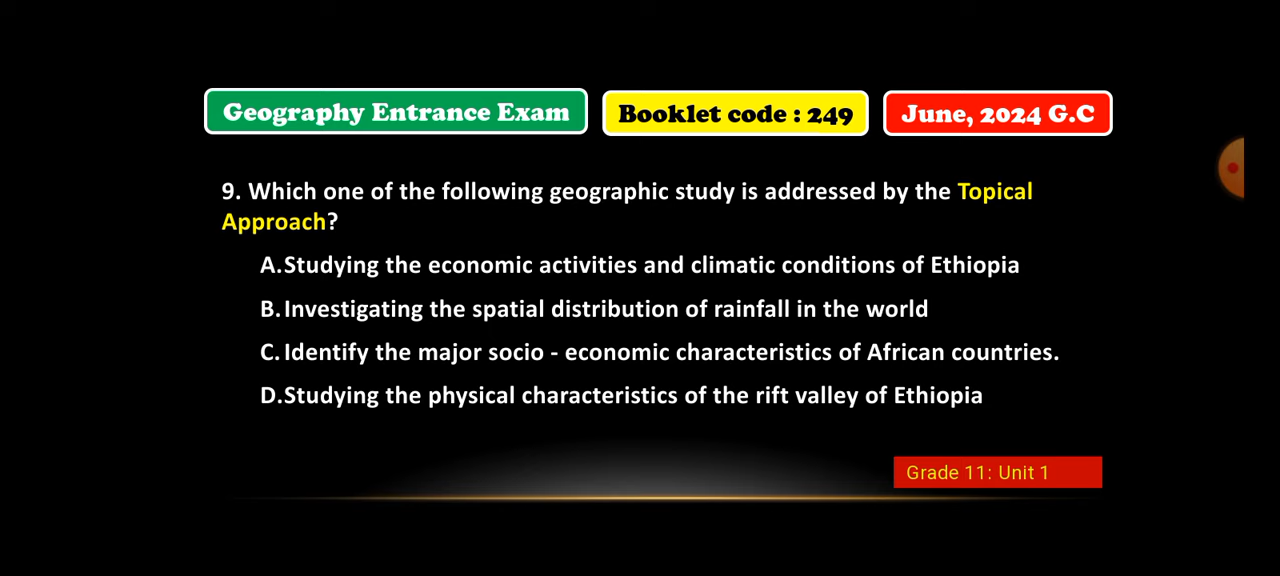 Geography Entrance Exam
Booklet code : 249
June, 2024 G.C
9. Which one of the following geographic study is addressed by the Topical
Approach?
A.Studying the economic activities and climatic conditions of Ethiopia
B.Investigating the spatial distribution of rainfall in the world
C.Identify the major socio - economic characteristics of African countries.
D.Studying the physical characteristics of the rift valley of Ethiopia
Grade 11: Unit 1